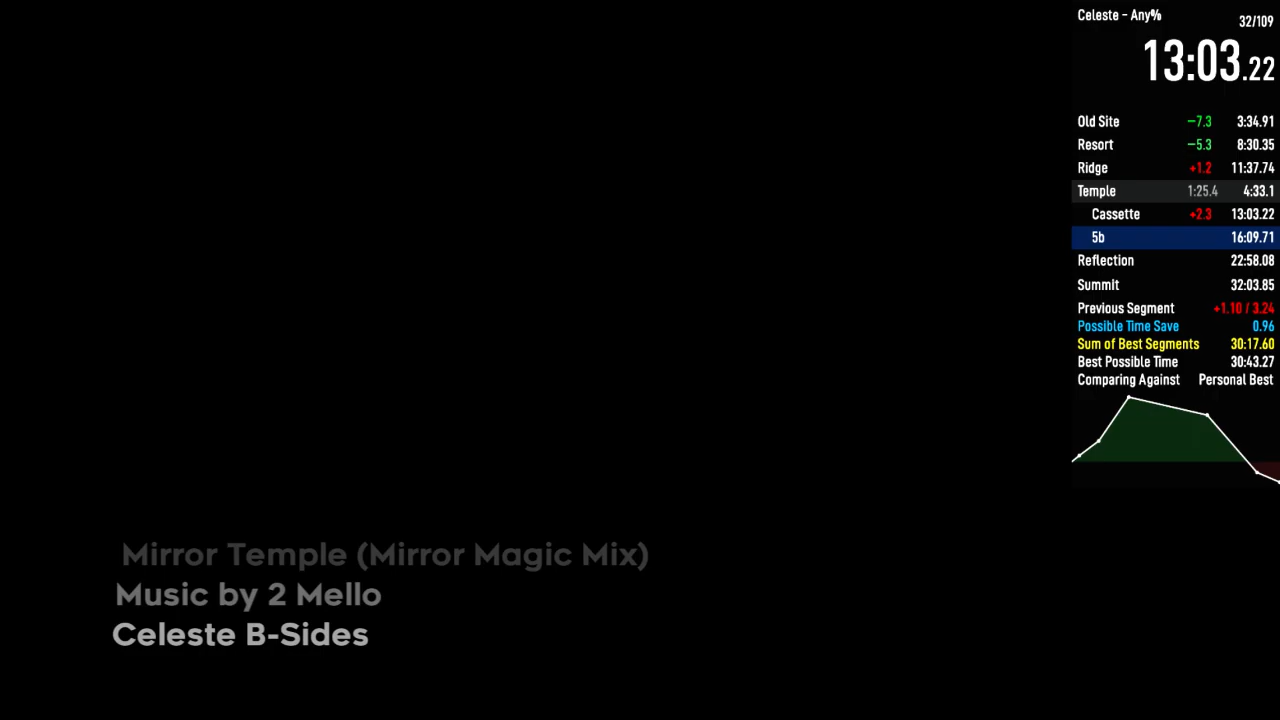 Celeste – Any%
32/109
13:03.22
Old Site −7.3 3:34.91
Resort −5.3 8:30.35
Ridge +1.2 11:37.74
Temple 1:25.4 4:33.1
Cassette +2.3 13:03.22
5b 16:09.71
Reflection 22:58.08
Summit 32:03.85
Previous Segment +1.10 / 3.24
Possible Time Save 0.96
Sum of Best Segments 30:17.60
Best Possible Time 30:43.27
Comparing Against Personal Best
Mirror Temple (Mirror Magic Mix)
Music by 2 Mello
Celeste B-Sides